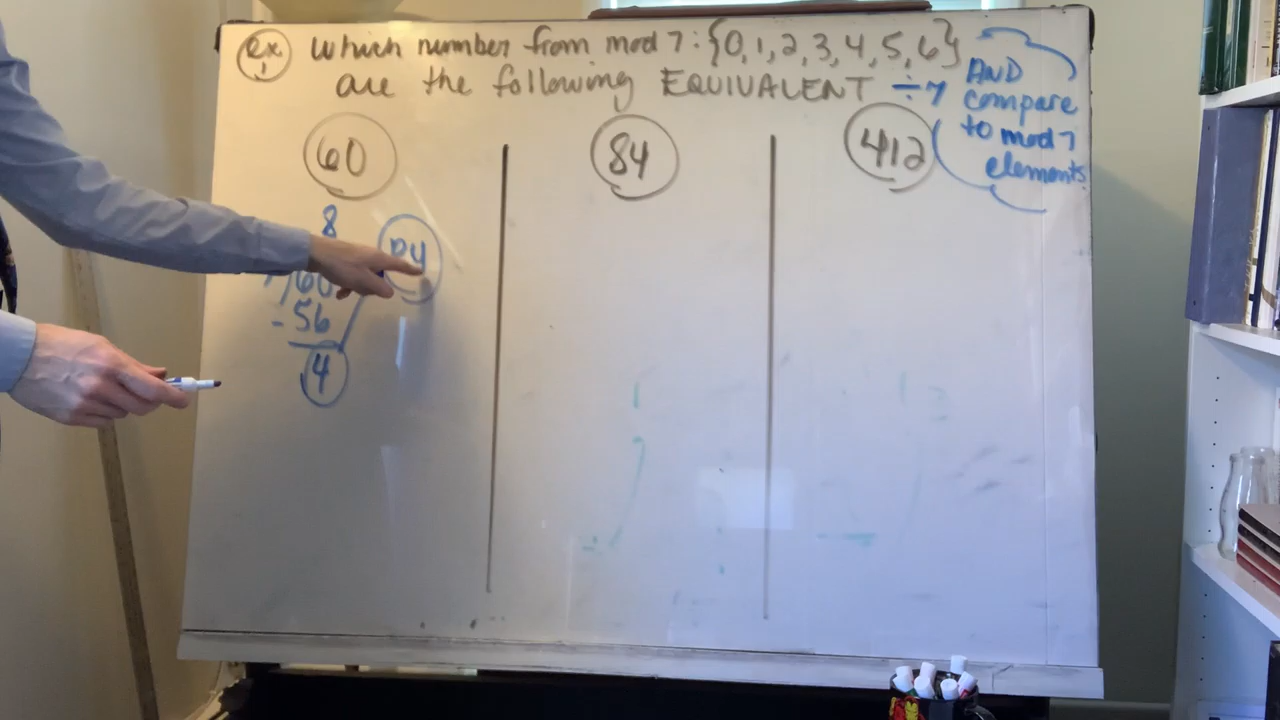 ex 1 Which number from mod 7: {0, 1, 2, 3, 4, 5, 6}
are the following EQUIVALENT ÷7
AND
compare
to mod 7
elements
60
84
412
8
60
- 56
4
R4